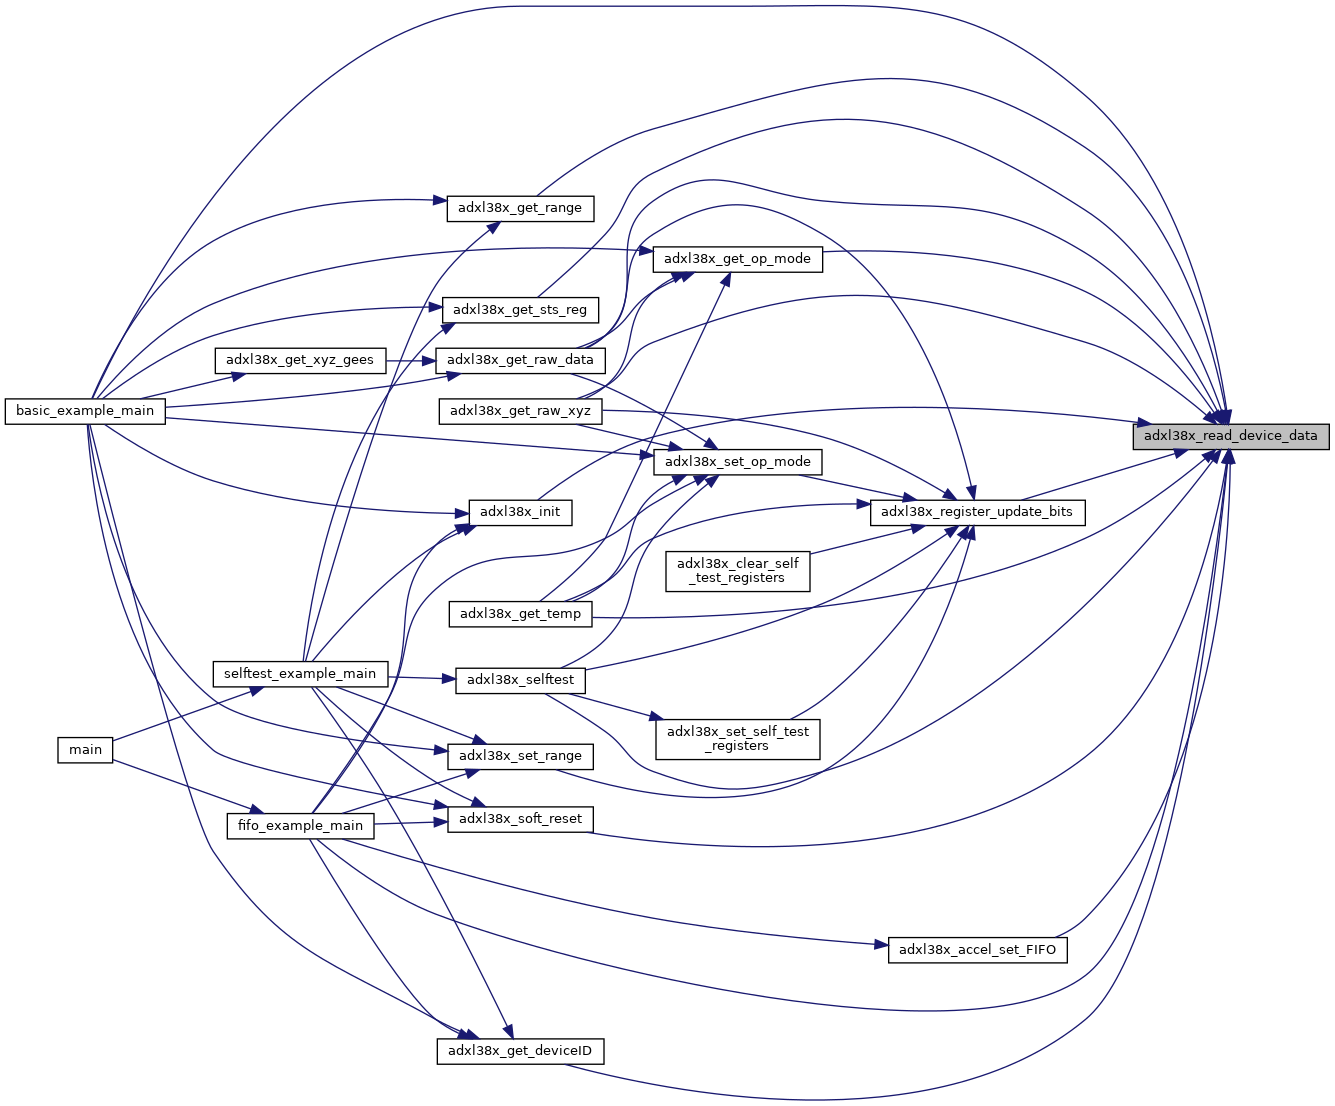 adxl38x_get_range
adxl38x_get_op_mode
adxl38x_get_sts_reg
adxl38x_get_xyz_gees
adxl38x_get_raw_data
basic_example_main
adxl38x_get_raw_xyz
adxl38x_read_device_data
adxl38x_set_op_mode
adxl38x_init
adxl38x_register_update_bits
adxl38x_clear_self
_test_registers
adxl38x_get_temp
selftest_example_main
adxl38x_selftest
adxl38x_set_self_test
_registers
main
adxl38x_set_range
fifo_example_main
adxl38x_soft_reset
adxl38x_accel_set_FIFO
adxl38x_get_deviceID